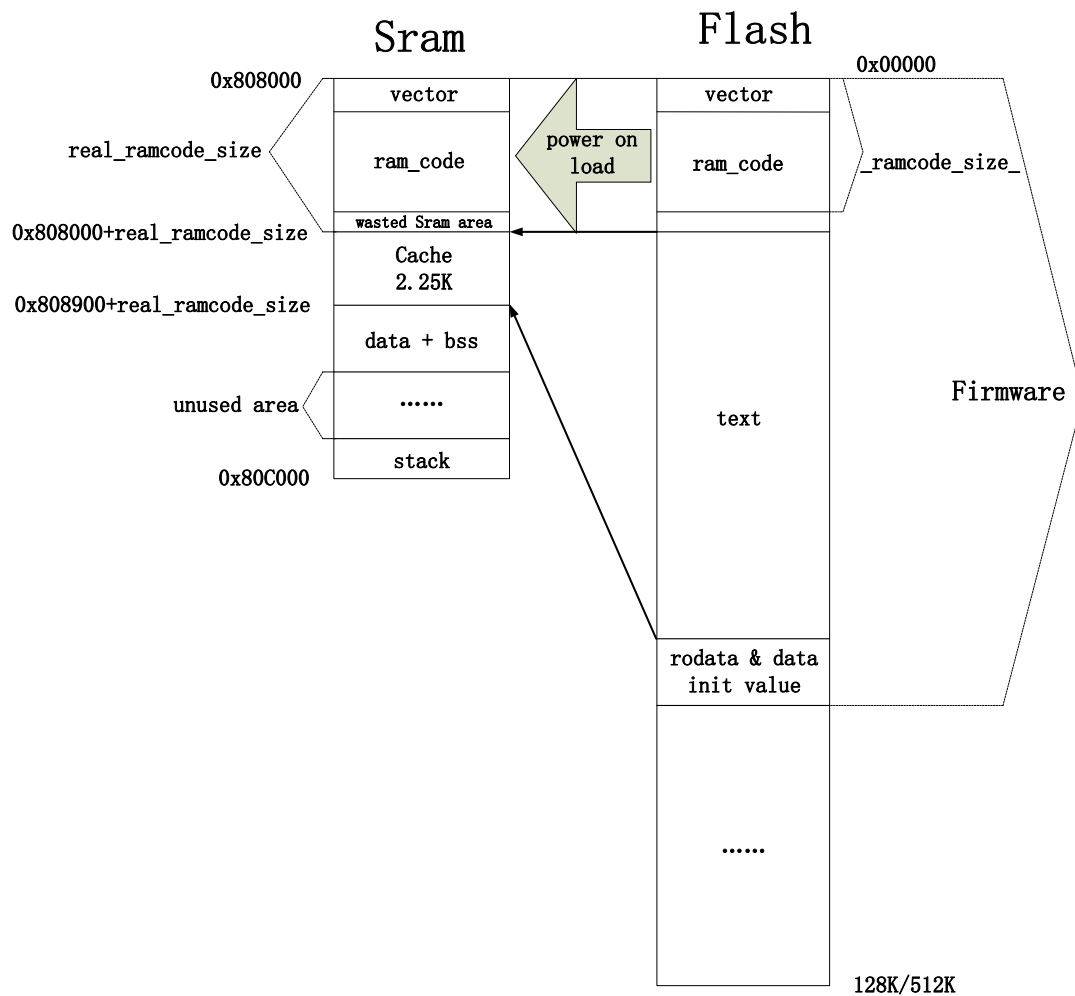 Sram
Flash
0x808000
0x00000
vector
vector
real_ramcode_size
ram_code
power on
load
ram_code
_ramcode_size_
wasted Sram area
0x808000+real_ramcode_size
Cache
2.25K
0x808900+real_ramcode_size
data + bss
unused area
......
text
Firmware
stack
0x80C000
rodata & data
init value
......
128K/512K